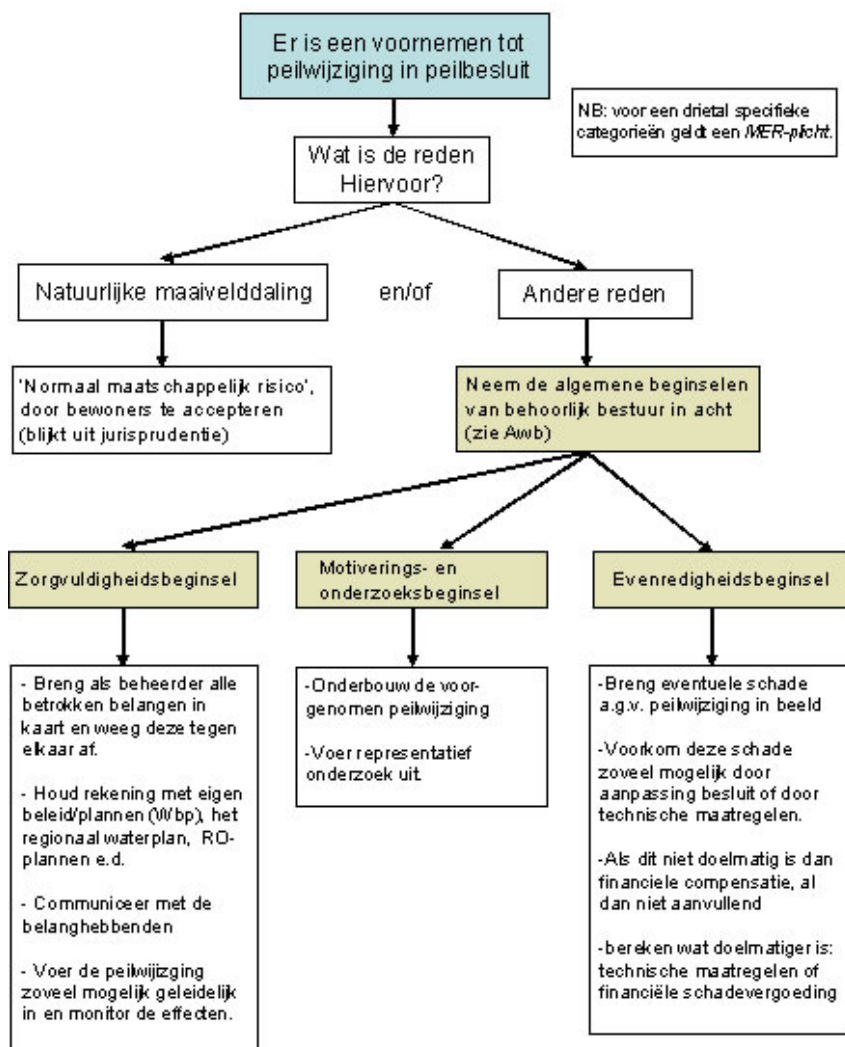 Er is een voornemen tot
peilwijziging in peilbesluit
NB: voor een drietal specifieke
categorieën geldt een MER-plicht.
Wat is de reden
Hiervoor?
Natuurlijke maaivelddaling
en/of
Andere reden
'Normaal maatschappelijk risico',
door bewoners te accepteren
(blijkt uit jurisprudentie)
Neem de algemene beginselen
van behoorlijk bestuur in acht
(zie Awb)
Zorgvuldigheidsbeginsel
Motiverings- en
onderzoeksbeginsel
Evenredigheidsbeginsel
- Breng als beheerder alle
betrokken belangen in
kaart en weeg deze tegen
elkaar af.
- Houd rekening met eigen
beleid/plannen (Wbp), het
regionaal waterplan, RO-
plannen e.d.
- Communiceer met de
belanghebbenden
- Voer de peilwijizging
zoveel mogelijk geleidelijk
in en monitor de effecten.
-Onderbouw de voor-
genomen peilwijziging
-Voer representatief
onderzoek uit.
-Breng eventuele schade
a.g.v. peilwijziging in beeld
-Voorkom deze schade
zoveel mogelijk door
aanpassing besluit of door
technische maatregelen.
-Als dit niet doelmatig is dan
financiele compensatie, al
dan niet aanvullend
-bereken wat doelmatiger is:
technische maatregelen of
financiële schadevergoeding